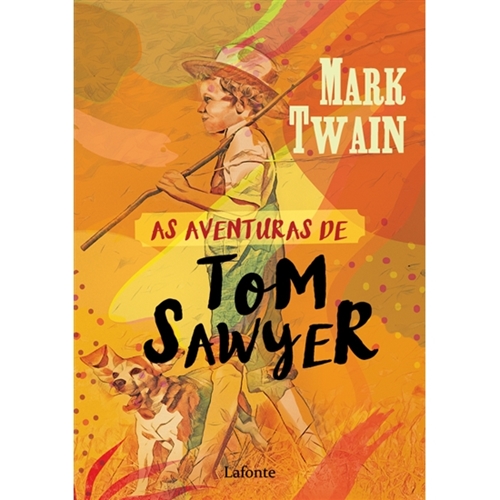 MARK
TWAIN
AS AVENTURAS DE
TOM
SAWYER
Lafonte